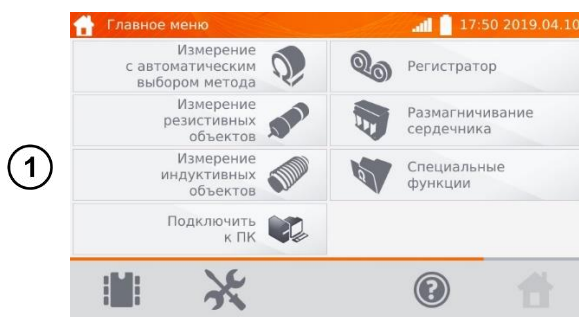 Главное меню
17:50 2019.04.10
Измерение
с автоматическим
выбором метода
Регистратор
Измерение
резистивных
объектов
Размагничивание
сердечника
1
Измерение
индуктивных
объектов
Специальные
функции
Подключить
к ПК